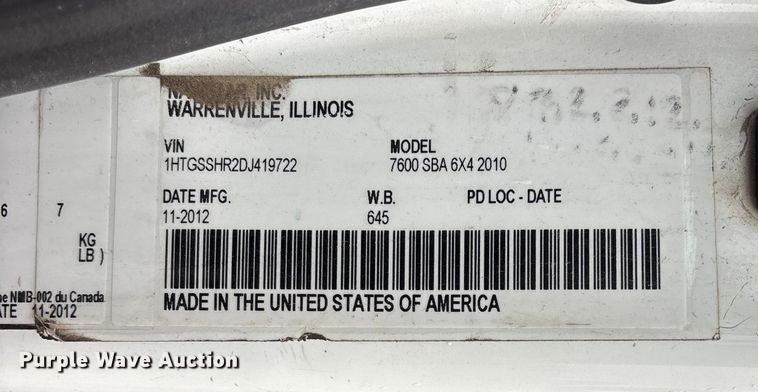 INC.
WARRENVILLE, ILLINOIS
VIN MODEL
1HTGSSHR2DJ419722 7600 SBA 6X4 2010
DATE MFG. W.B. PD LOC - DATE
11-2012 645
MADE IN THE UNITED STATES OF AMERICA
6 7
KG
LB )
NMB-002 du Canada
11-2012
Purple Wave Auction